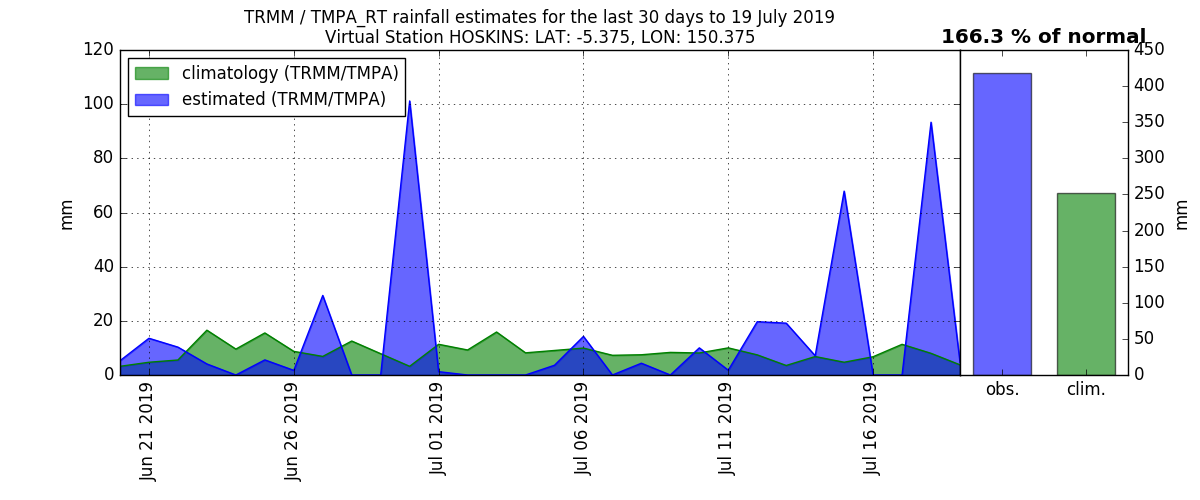 TRMM / TMPA_RT rainfall estimates for the last 30 days to 19 July 2019
Virtual Station HOSKINS: LAT: -5.375, LON: 150.375
166.3 % of normal
climatology (TRMM/TMPA)
estimated (TRMM/TMPA)
120
100
80
60
40
20
0
mm
450
400
350
300
250
200
150
100
50
0
mm
Jun 21 2019
Jun 26 2019
Jul 01 2019
Jul 06 2019
Jul 11 2019
Jul 16 2019
obs.
clim.